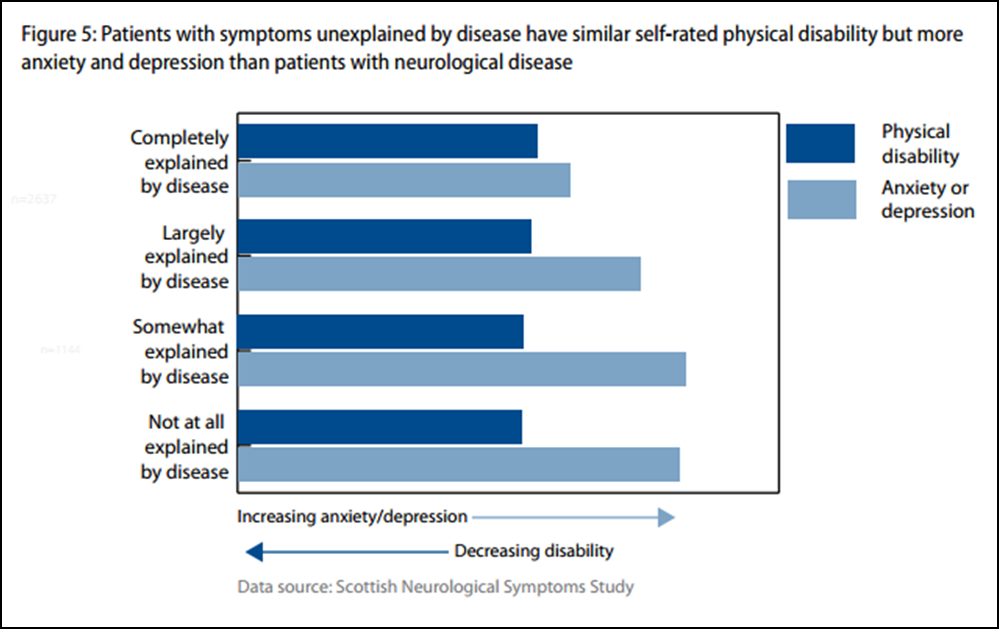 Figure 5: Patients with symptoms unexplained by disease have similar self-rated physical disability but more
anxiety and depression than patients with neurological disease
Completely
explained
by disease
n=2637
Largely
explained
by disease
Somewhat
explained
by disease
n=1144
Not at all
explained
by disease
Physical
disability
Anxiety or
depression
Increasing anxiety/depression
Decreasing disability
Data source: Scottish Neurological Symptoms Study